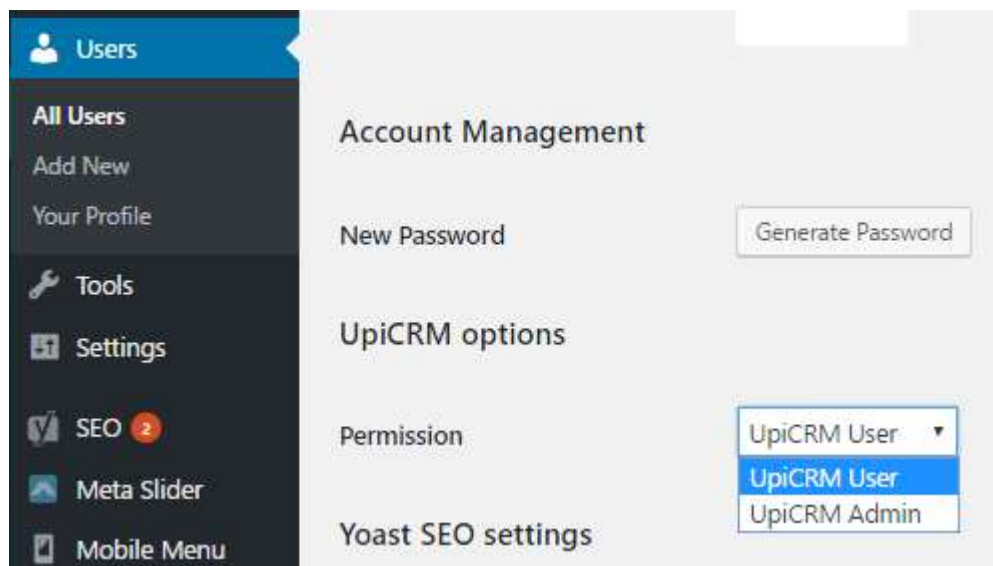 Users
All Users
Add New
Your Profile
Tools
Settings
SEO 2
Meta Slider
Mobile Menu
Account Management
New Password
Generate Password
UpiCRM options
Permission
UpiCRM User
UpiCRM User
UpiCRM Admin
Yoast SEO settings